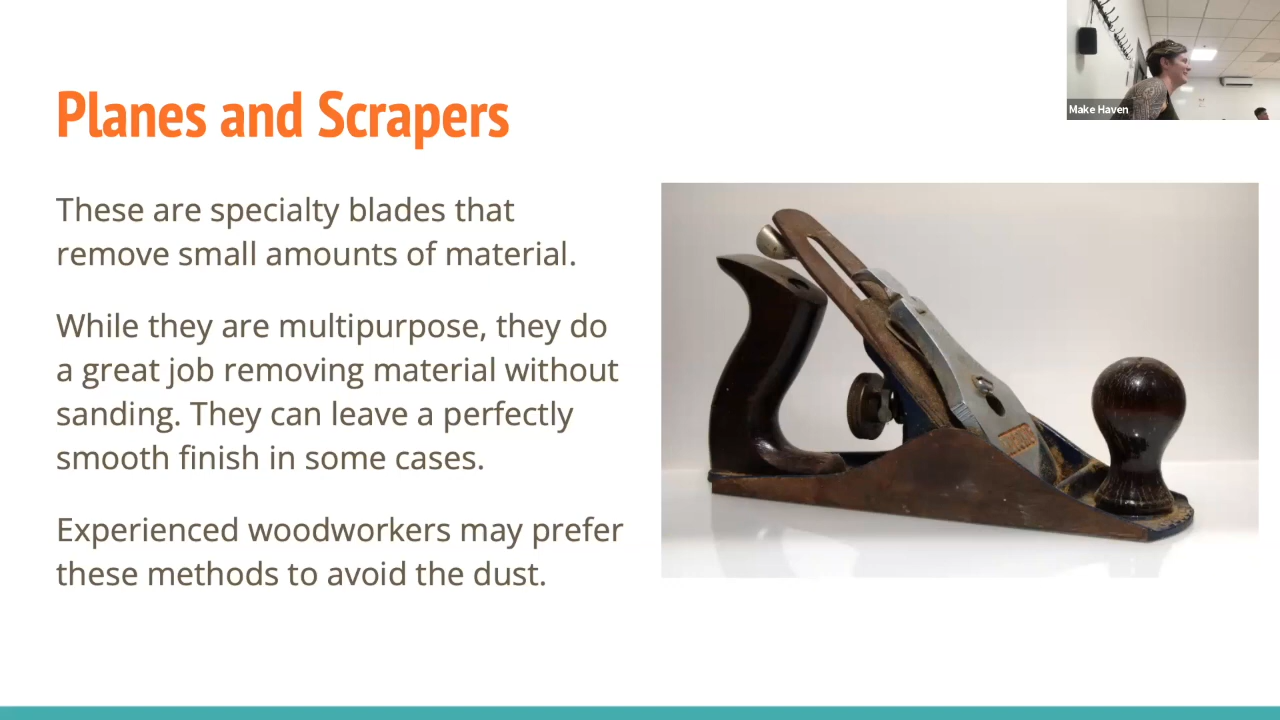 Make Haven
Planes and Scrapers
These are specialty blades that
remove small amounts of material.
While they are multipurpose, they do
a great job removing material without
sanding. They can leave a perfectly
smooth finish in some cases.
Experienced woodworkers may prefer
these methods to avoid the dust.